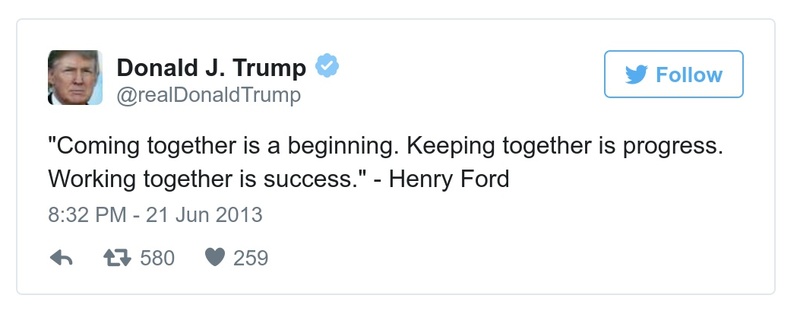 Donald J. Trump
@realDonaldTrump
Follow
"Coming together is a beginning. Keeping together is progress.
Working together is success." - Henry Ford
8:32 PM - 21 Jun 2013
580 259